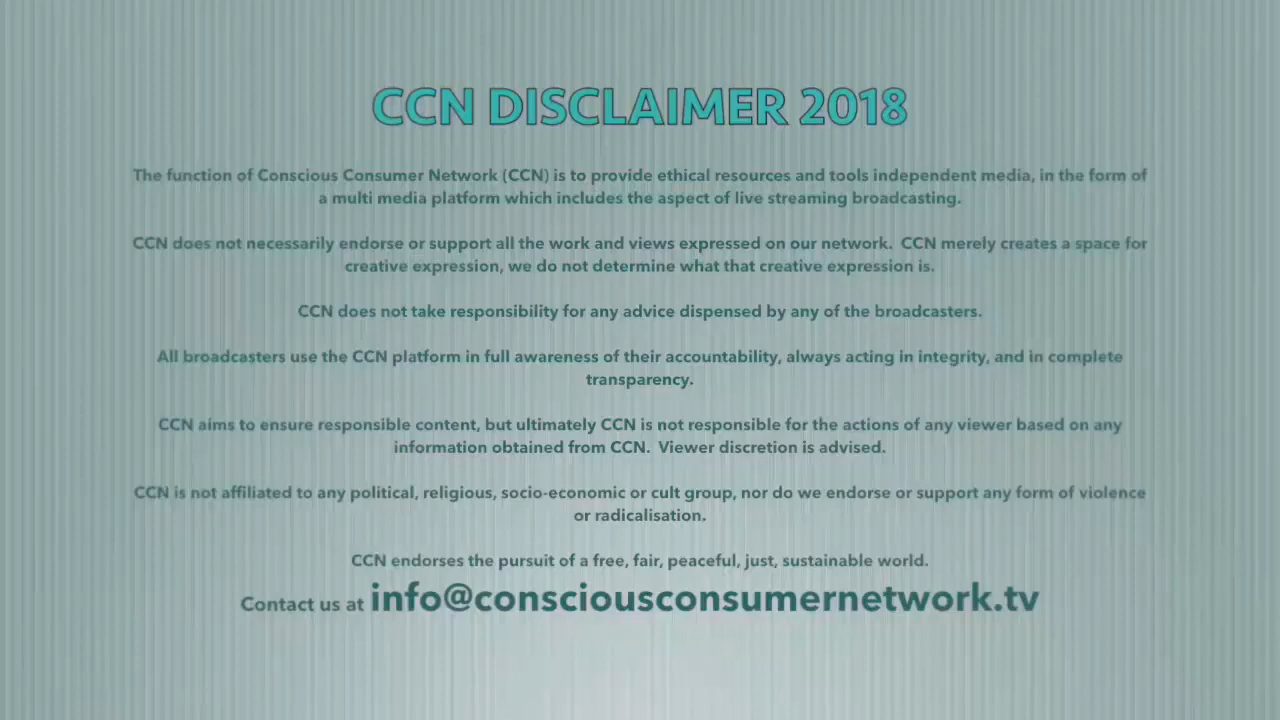 CCN DISCLAIMER 2018
The function of Conscious Consumer Network (CCN) is to provide ethical resources and tools independent media, in the form of
a multi media platform which includes the aspect of live streaming broadcasting.
CCN does not necessarily endorse or support all the work and views expressed on our network.  CCN merely creates a space for
creative expression, we do not determine what that creative expression is.
CCN does not take responsibility for any advice dispensed by any of the broadcasters.
All broadcasters use the CCN platform in full awareness of their accountability, always acting in integrity, and in complete
transparency.
CCN aims to ensure responsible content, but ultimately CCN is not responsible for the actions of any viewer based on any
information obtained from CCN.  Viewer discretion is advised.
CCN is not affiliated to any political, religious, socio-economic or cult group, nor do we endorse or support any form of violence
or radicalisation.
CCN endorses the pursuit of a free, fair, peaceful, just, sustainable world.
Contact us at info@consciousconsumernetwork.tv